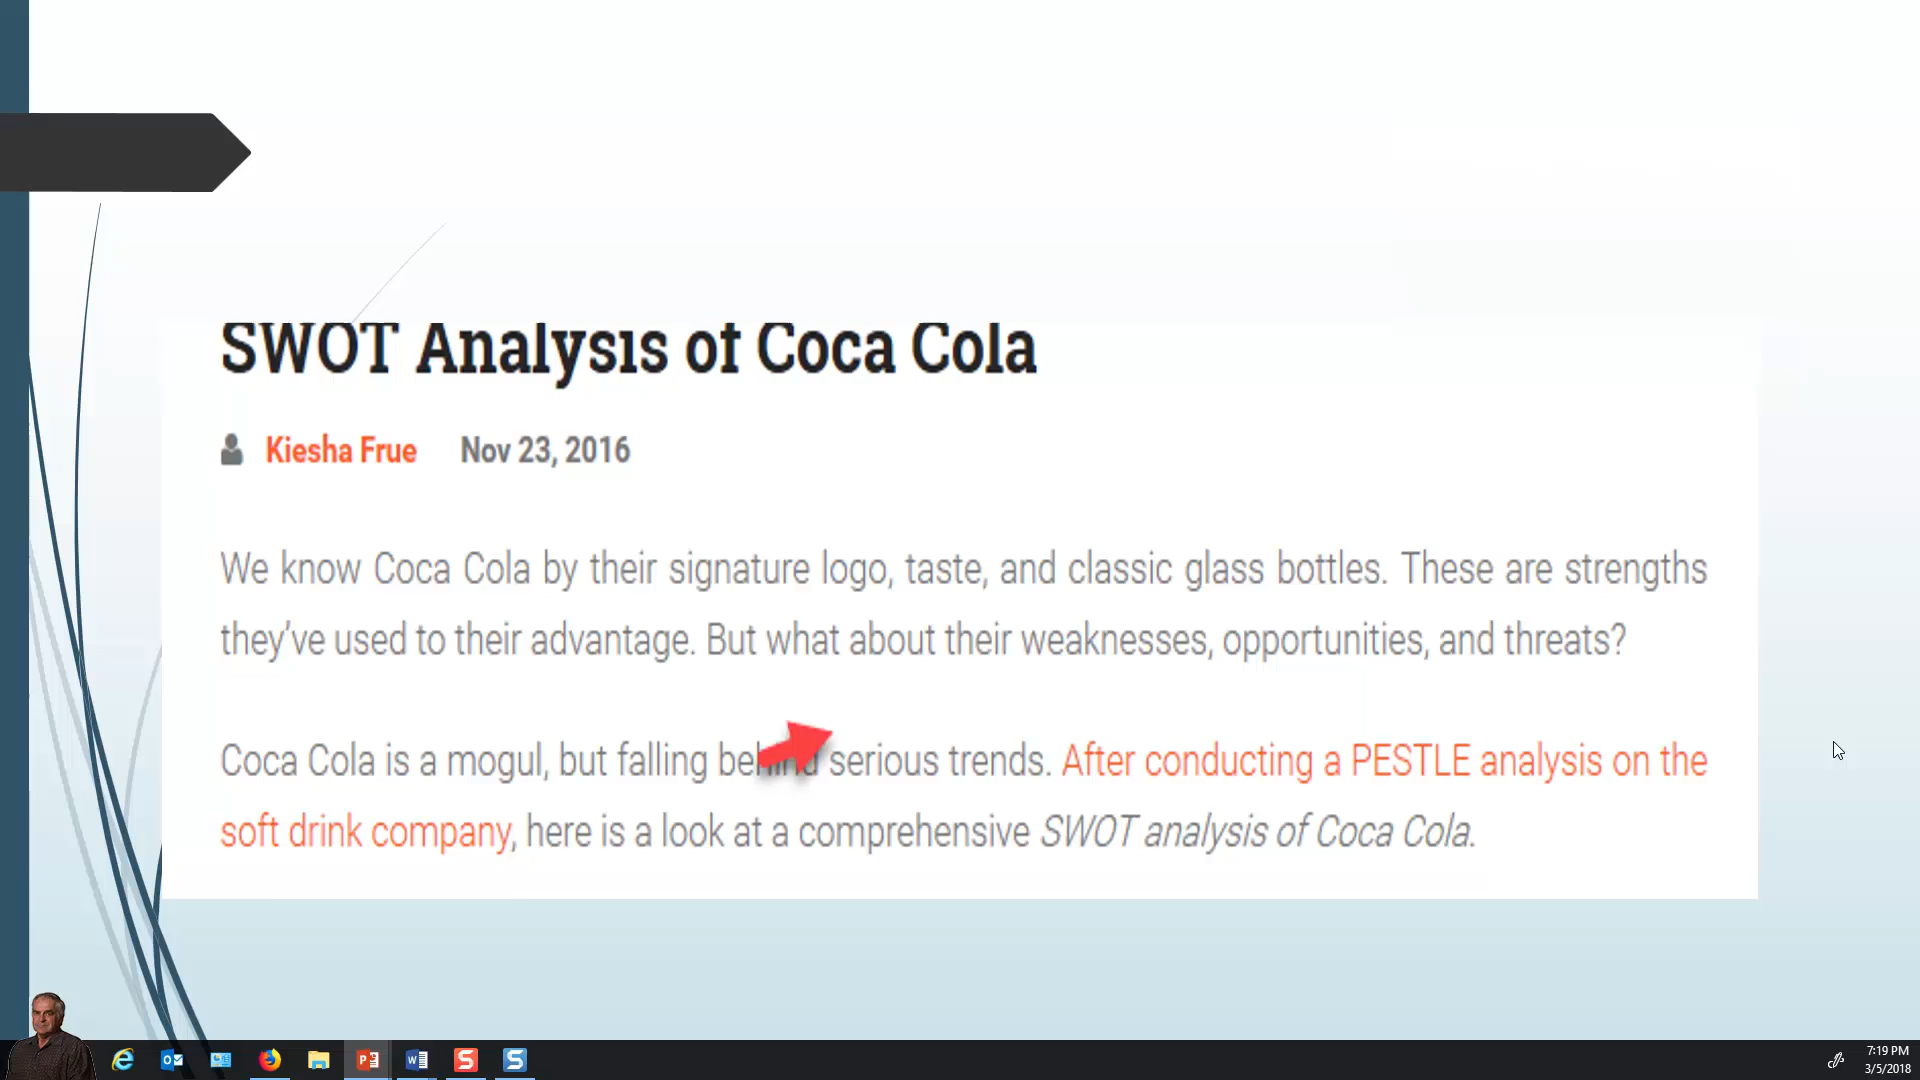 SWOT Analysis of Coca Cola
Kiesha Frue Nov 23, 2016
We know Coca Cola by their signature logo, taste, and classic glass bottles. These are strengths
they've used to their advantage. But what about their weaknesses, opportunities, and threats?
Coca Cola is a mogul, but falling behind serious trends. After conducting a PESTLE analysis on the
soft drink company, here is a look at a comprehensive SWOT analysis of Coca Cola.
7:19 PM
3/5/2018